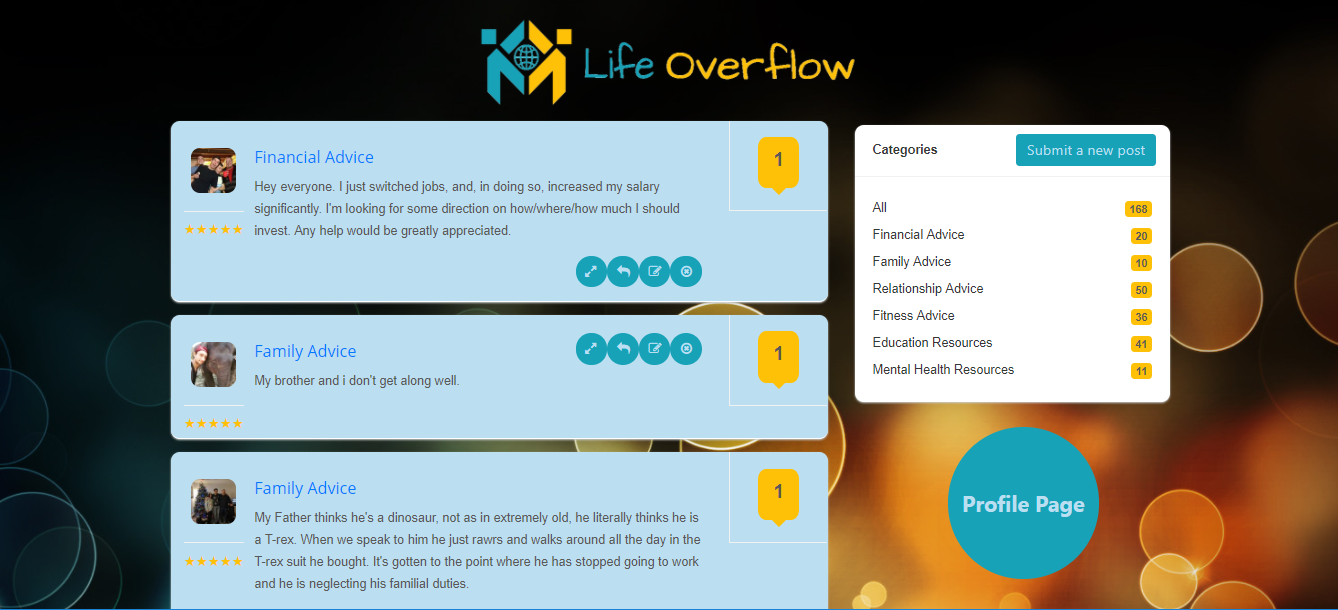 Life Overflow
Financial Advice
1
Hey everyone. I just switched jobs, and, in doing so, increased my salary
significantly. I'm looking for some direction on how/where/how much I should
invest. Any help would be greatly appreciated.
Family Advice
1
My brother and i don't get along well.
Family Advice
1
My Father thinks he's a dinosaur, not as in extremely old, he literally thinks he is
a T-rex. When we speak to him he just rawrs and walks around all the day in the
T-rex suit he bought. It's gotten to the point where he has stopped going to work
and he is neglecting his familial duties.
Categories
Submit a new post
All 168
Financial Advice 20
Family Advice 10
Relationship Advice 50
Fitness Advice 36
Education Resources 41
Mental Health Resources 11
Profile Page